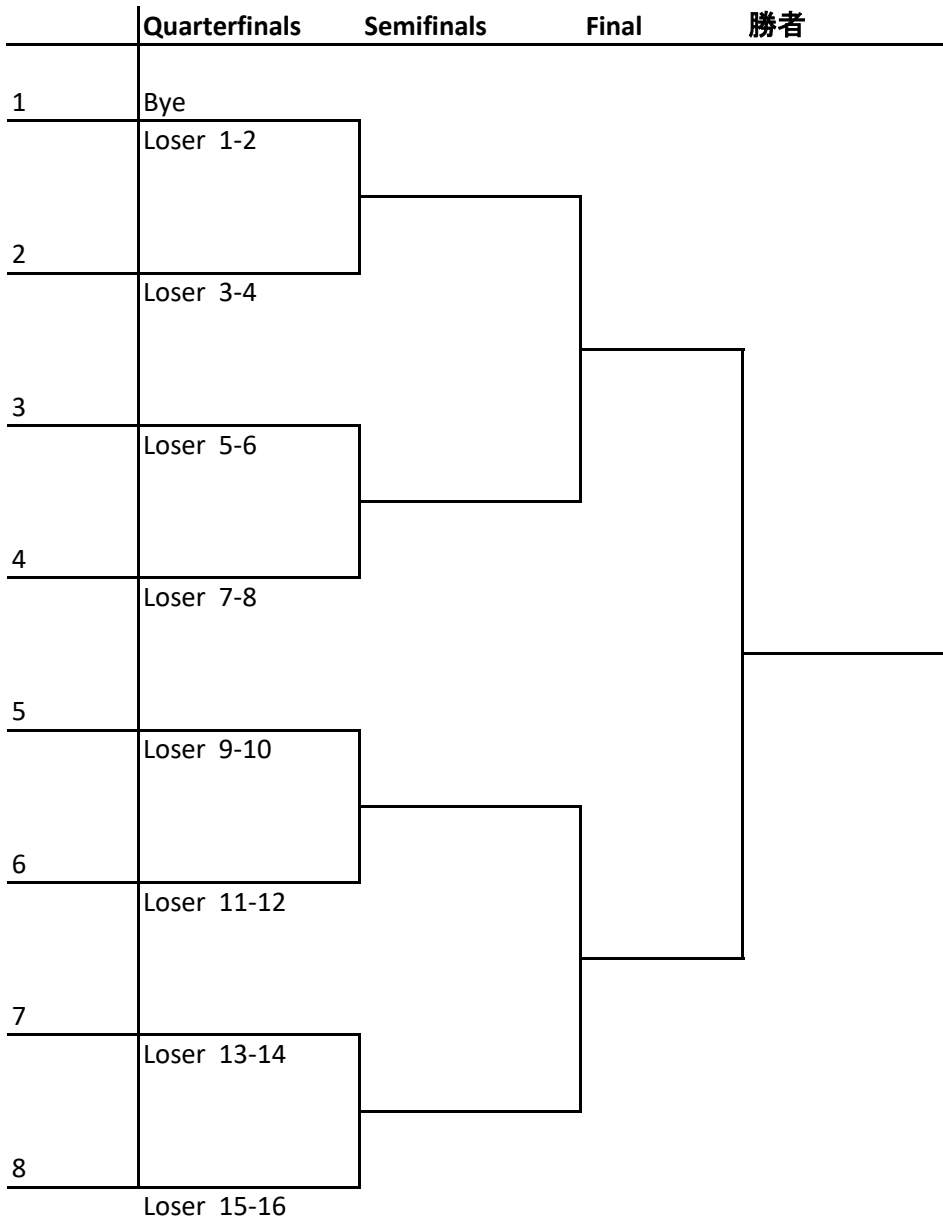 Quarterfinals Semifinals Final 勝者
1 Bye
Loser 1-2
2
Loser 3-4
3
Loser 5-6
4
Loser 7-8
5
Loser 9-10
6
Loser 11-12
7
Loser 13-14
8
Loser 15-16